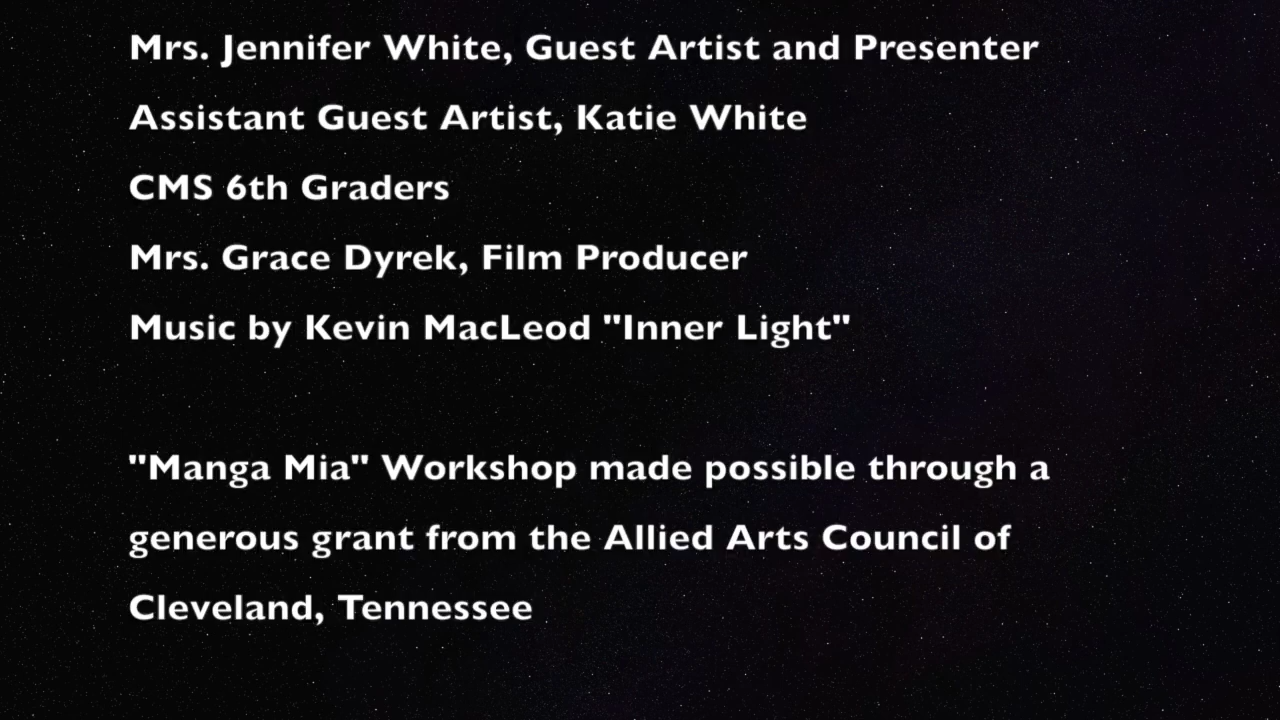 Mrs. Jennifer White, Guest Artist and Presenter
Assistant Guest Artist, Katie White
CMS 6th Graders
Mrs. Grace Dyrek, Film Producer
Music by Kevin MacLeod "Inner Light"
"Manga Mia" Workshop made possible through a
generous grant from the Allied Arts Council of
Cleveland, Tennessee